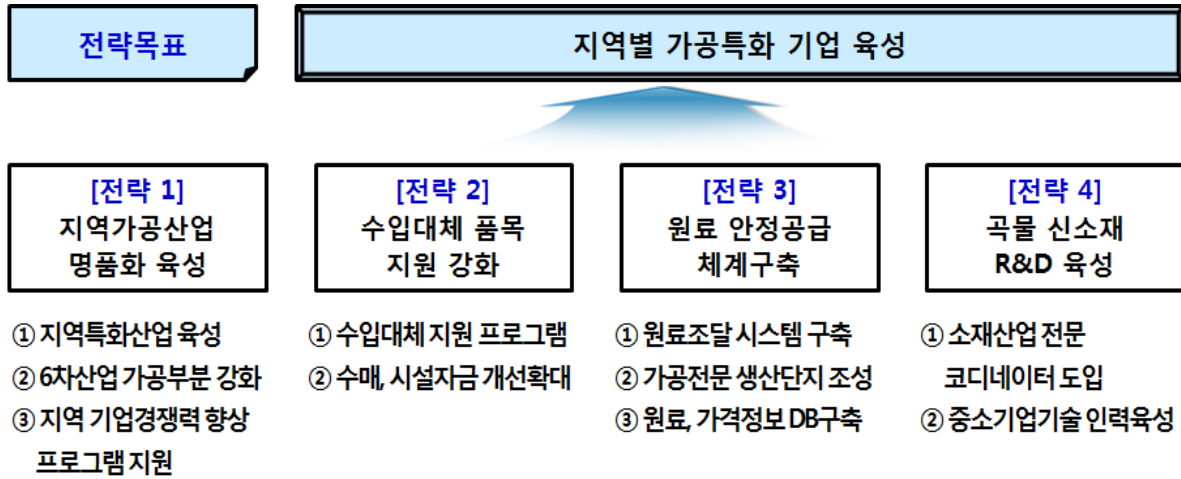 전략목표
지역별 가공특화 기업 육성
[전략 1]
지역가공산업
명품화 육성
① 지역특화산업 육성
② 6차산업 가공부분 강화
③ 지역 기업경쟁력 향상
프로그램 지원
[전략 2]
수입대체 품목
지원 강화
① 수입대체 지원 프로그램
② 수매, 시설자금 개선확대
[전략 3]
원료 안정공급
체계구축
① 원료조달 시스템 구축
② 가공전문 생산단지 조성
③ 원료, 가격정보 DB구축
[전략 4]
곡물 신소재
R&D 육성
① 소재산업 전문
코디네이터 도입
② 중소기업기술 인력육성